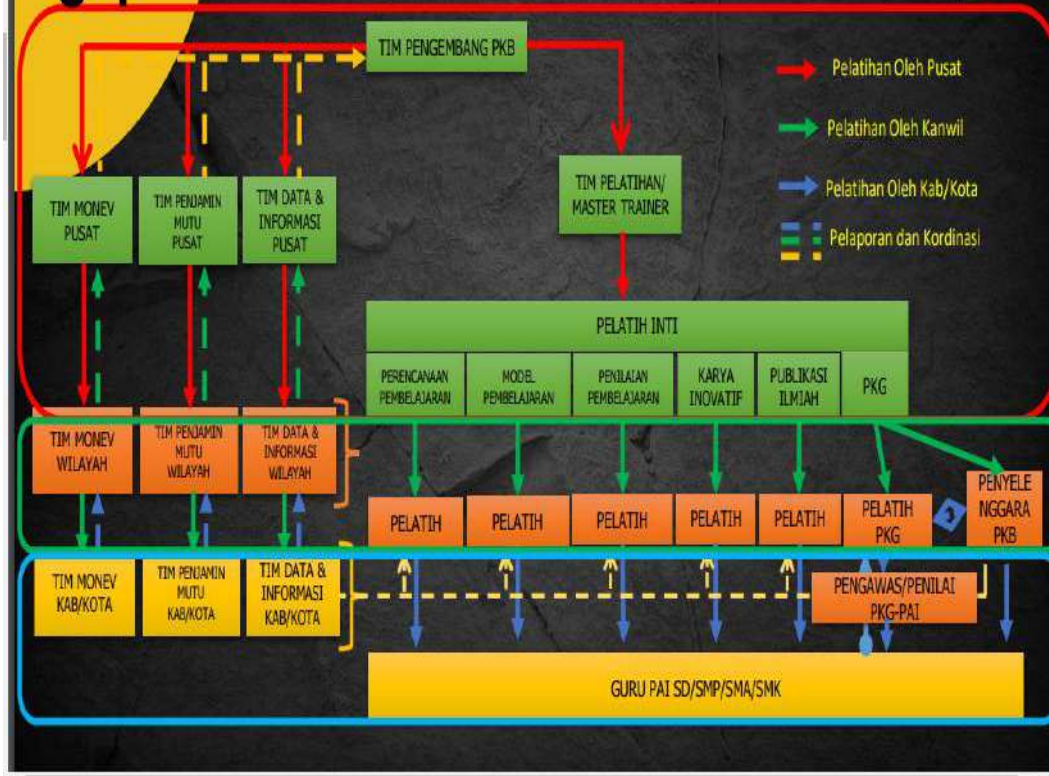 TIM PENGEMBANG PKB
Pelatihan Oleh Pusat
Pelatihan Oleh Kanwil
Pelatihan Oleh Kab/Kota
Pelaporan dan Kordinasi
TIM MONEV
PUSAT
TIM PENJAMIN
MUTU
PUSAT
TIM DATA &
INFORMASI
PUSAT
TIM PELATIHAN/
MASTER TRAINER
PELATIH INTI
PERENCANAAN
PEMBELAJARAN
MODEL
PEMBELAJARAN
PENILAIAN
PEMBELAJARAN
KARYA
INOVATIF
PUBLIKASI
ILMIAH
PKG
TIM MONEV
WILAYAH
TIM PENJAMIN
MUTU
WILAYAH
TIM DATA &
INFORMASI
WILAYAH
PELATIH
PELATIH
PELATIH
PELATIH
PELATIH
PELATIH
PKG
PENYELE
NGGARA
PKB
TIM MONEV
KAB/KOTA
TIM PENJAMIN
MUTU
KAB/KOTA
TIM DATA &
INFORMASI
KAB/KOTA
PENGAWAS/PENILAI
PKG-PAI
GURU PAI SD/SMP/SMA/SMK